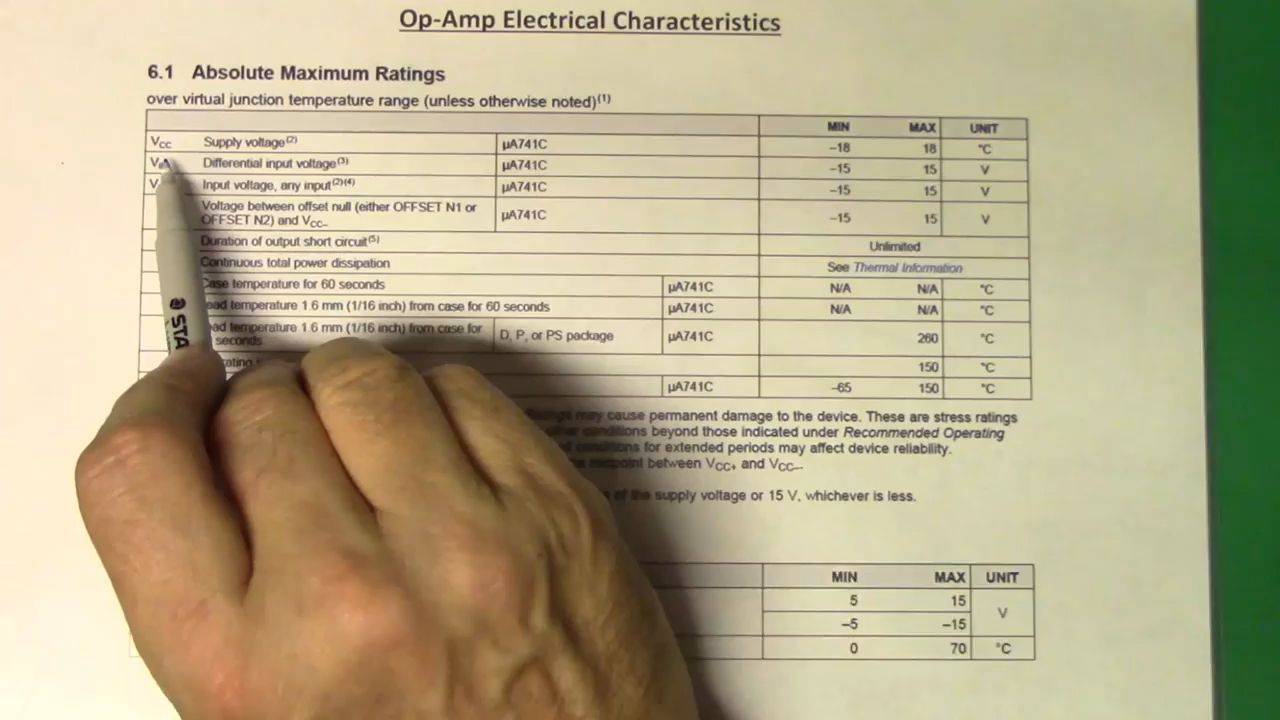 Op-Amp Electrical Characteristics
6.1 Absolute Maximum Ratings
over virtual junction temperature range (unless otherwise noted)(1)
MIN MAX UNIT
VCC Supply voltage(2) µA741C –18 18 °C
Differential input voltage(3) µA741C –15 15 V
V Input voltage, any input(2)(4) µA741C –15 15 V
Voltage between offset null (either OFFSET N1 or
OFFSET N2) and VCC– µA741C –15 15 V
Duration of output short circuit(5) Unlimited
Continuous total power dissipation See Thermal Information
Case temperature for 60 seconds µA741C N/A N/A °C
temperature 1.6 mm (1/16 inch) from case for 60 seconds µA741C N/A N/A °C
temperature 1.6 mm (1/16 inch) from case for
seconds D, P, or PS package µA741C 260 °C
150 °C
µA741C –65 150 °C
may cause permanent damage to the device. These are stress ratings
conditions beyond those indicated under Recommended Operating
conditions for extended periods may affect device reliability.
midpoint between VCC+ and VCC–.
of the supply voltage or 15 V, whichever is less.
MIN MAX UNIT
5 15 V
–5 –15
0 70 °C
STA